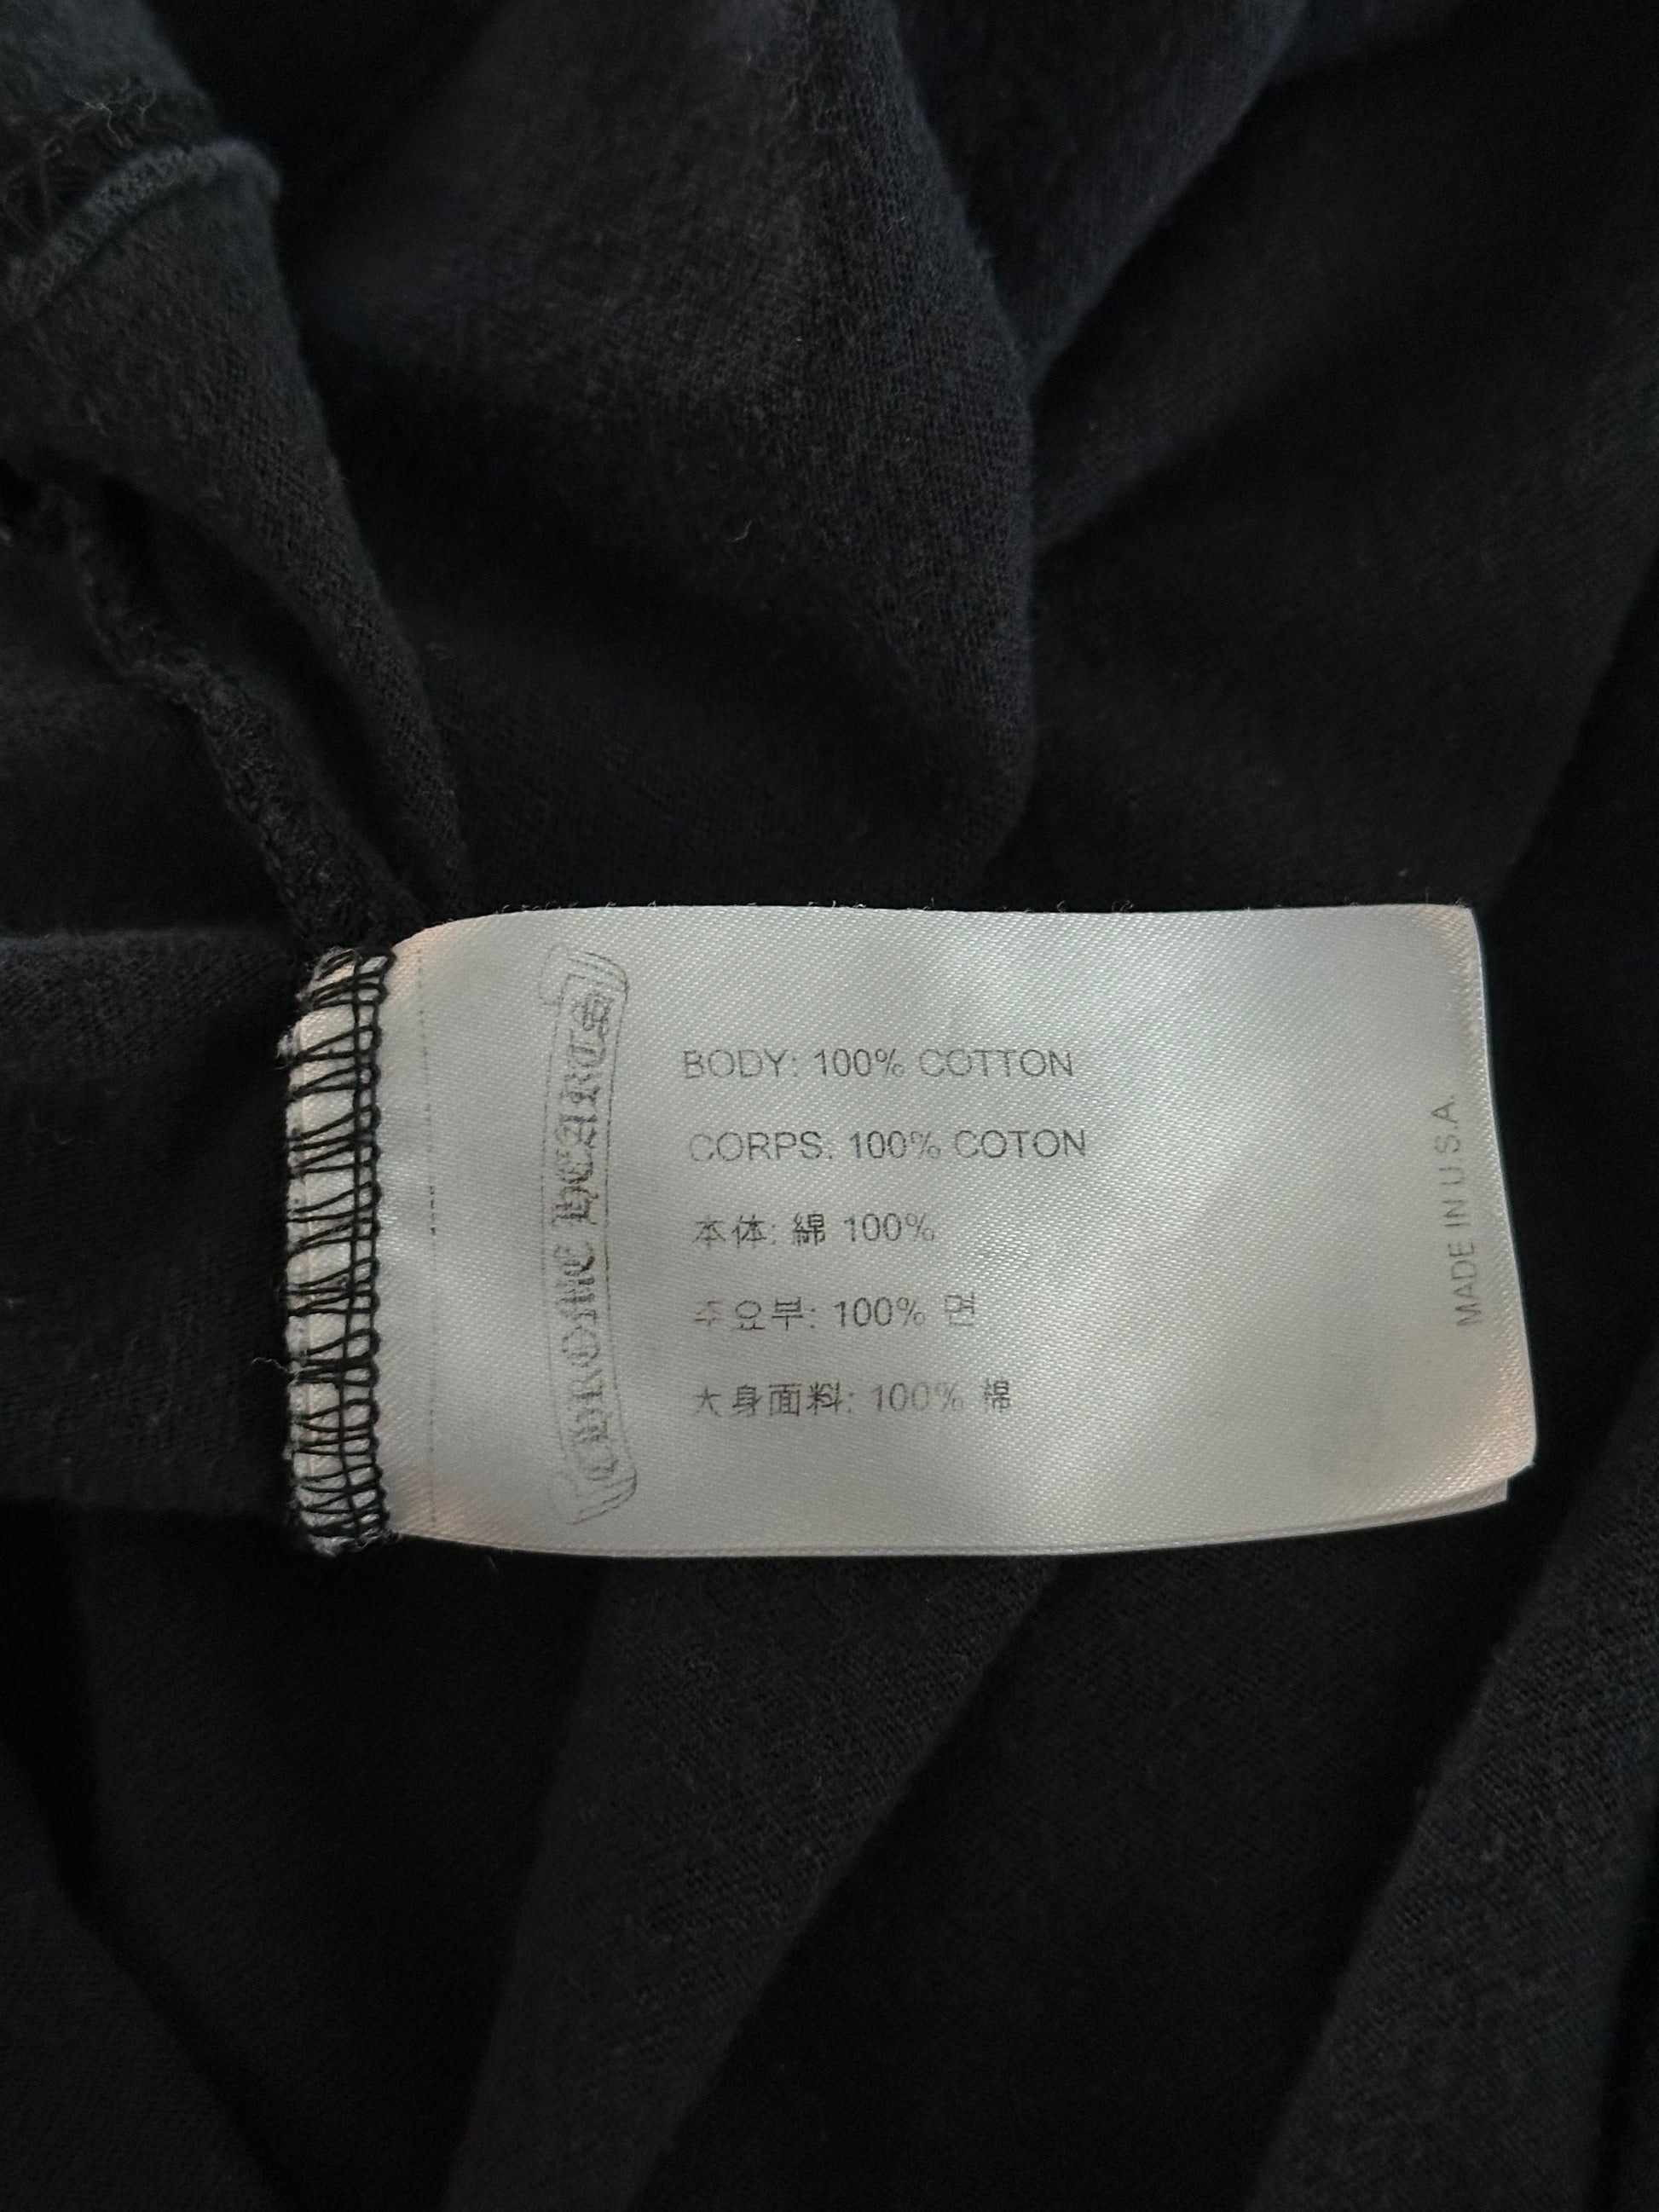 CHROME HEARTS
BODY: 100% COTTON
CORPS: 100% COTON
本体: 綿 100%
주요부: 100% 면
大身面料: 100% 棉
MADE IN U.S.A.